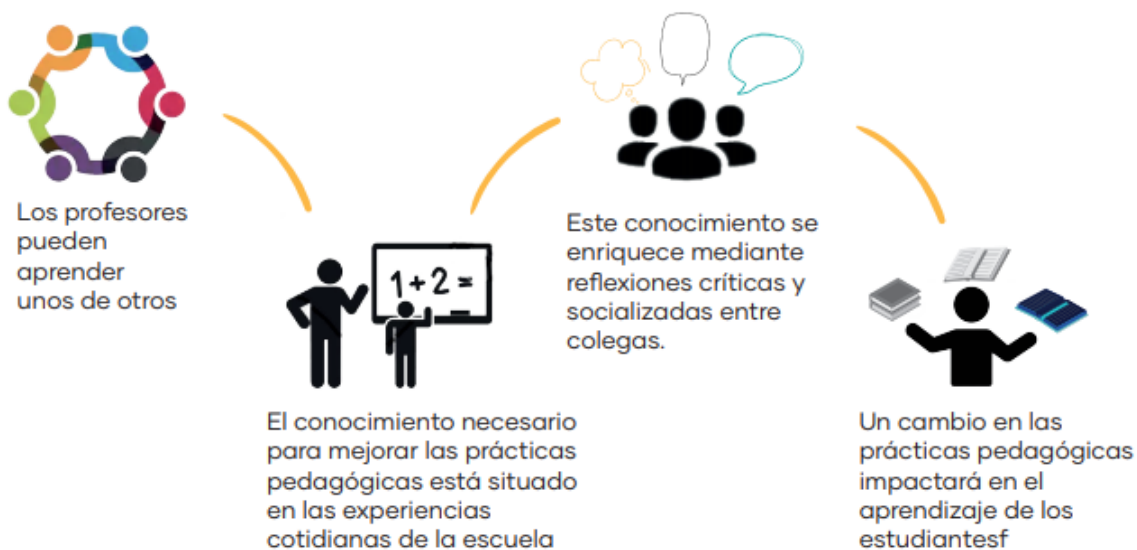 Los profesores
pueden
aprender
unos de otros
1+2=
El conocimiento necesario
para mejorar las prácticas
pedagógicas está situado
en las experiencias
cotidianas de la escuela
Este conocimiento se
enriquece mediante
reflexiones críticas y
socializadas entre
colegas.
Un cambio en las
prácticas pedagógicas
impactará en el
aprendizaje de los
estudiantesf